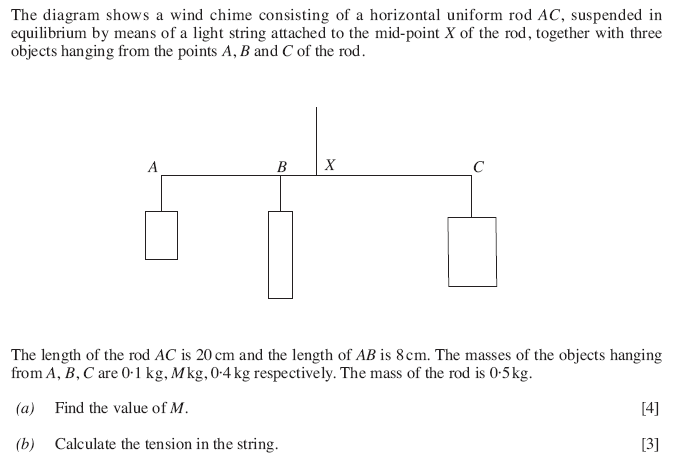 The diagram shows a wind chime consisting of a horizontal uniform rod AC, suspended in
equilibrium by means of a light string attached to the mid-point X of the rod, together with three
objects hanging from the points A, B and C of the rod.
A B X C
The length of the rod AC is 20 cm and the length of AB is 8 cm. The masses of the objects hanging
from A, B, C are 0·1 kg, M kg, 0·4 kg respectively. The mass of the rod is 0·5 kg.
(a) Find the value of M. [4]
(b) Calculate the tension in the string. [3]